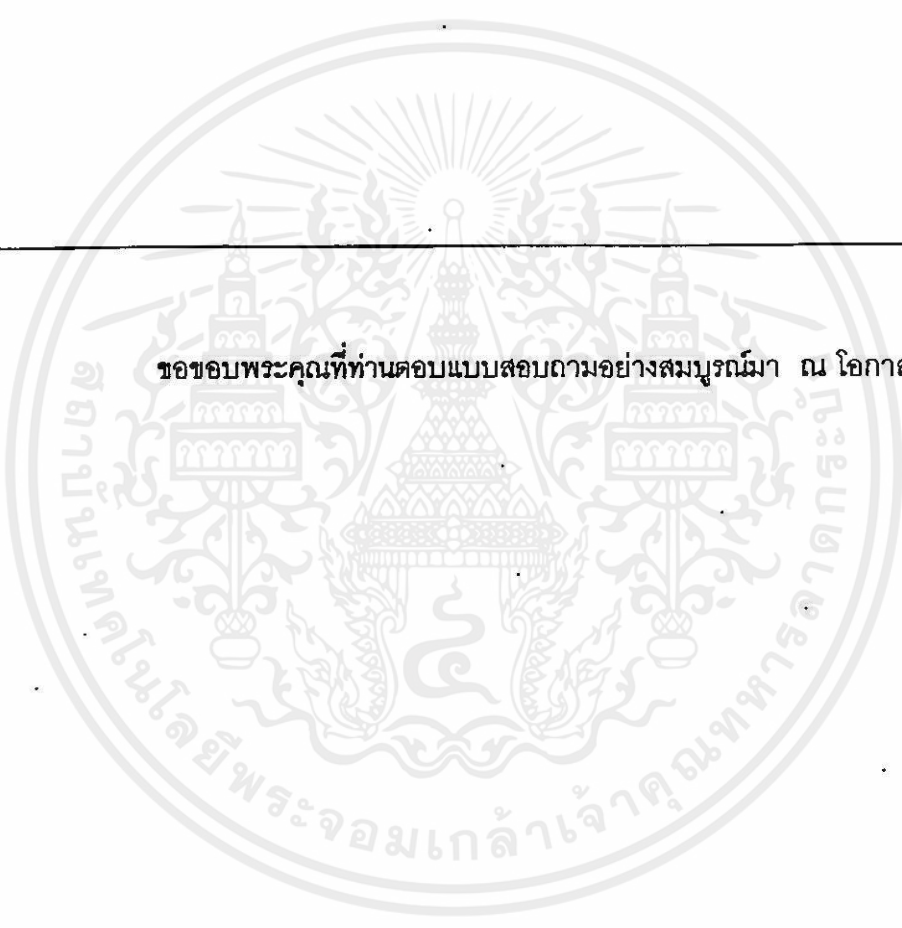 ขอขอบพระคุณที่ท่านตอบแบบสอบถามอย่างสมบูรณ์มา ณ โอกาส
สถาบันเทคโนโลยีพระจอมเกล้าเจ้าคุณทหารลาดกระบัง